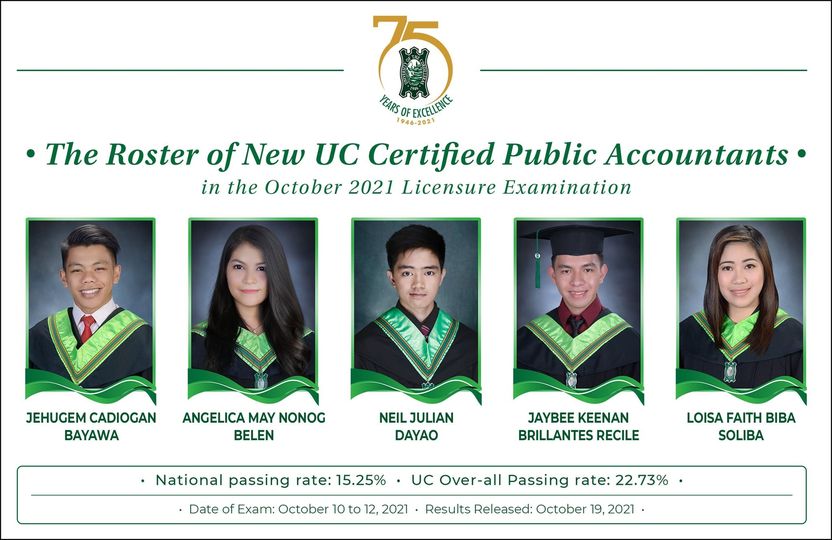 75
YEARS OF EXCELLENCE
1946-2021
• The Roster of New UC Certified Public Accountants •
in the October 2021 Licensure Examination
JEHUGEM CADIOGAN
BAYAWA
ANGELICA MAY NONOG
BELEN
NEIL JULIAN
DAYAO
JAYBEE KEENAN
BRILLANTES RECILE
LOISA FAITH BIBA
SOLIBA
• National passing rate: 15.25% • UC Over-all Passing rate: 22.73% •
• Date of Exam: October 10 to 12, 2021 • Results Released: October 19, 2021 •